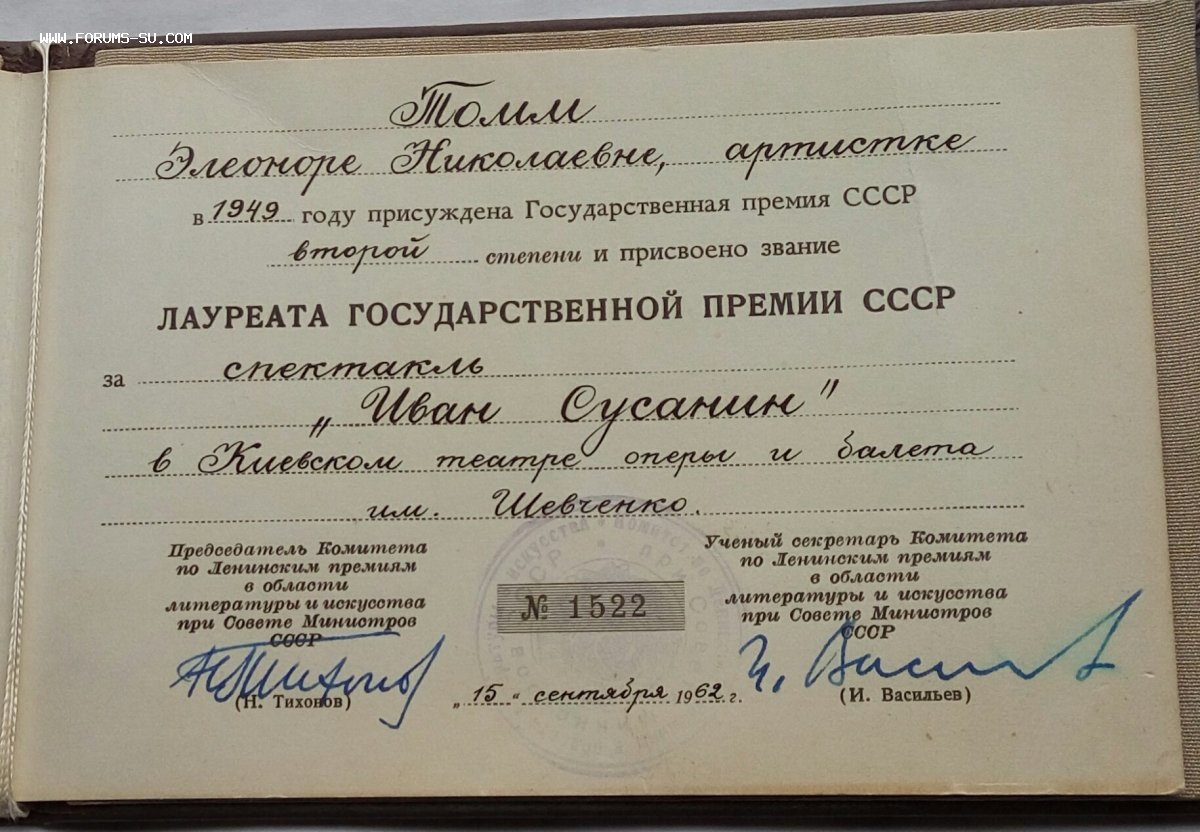 WWW.FORUMS-SU.COM
Томм
Элеоноре Николаевне, артистке
в 1949 году присуждена Государственная премия СССР
второй степени и присвоено звание
ЛАУРЕАТА ГОСУДАРСТВЕННОЙ ПРЕМИИ СССР
за спектакль
„Иван Сусанин"
в Киевском театре оперы и балета
им. Шевченко.
Председатель Комитета
по Ленинским премиям
в области
литературы и искусства
при Совете Министров
СССР
(Н. Тихонов)
№ 1522
„15" сентября 1962 г.
Ученый секретарь Комитета
по Ленинским премиям
в области
литературы и искусства
при Совете Министров
СССР
И. Васильев
(И. Васильев)